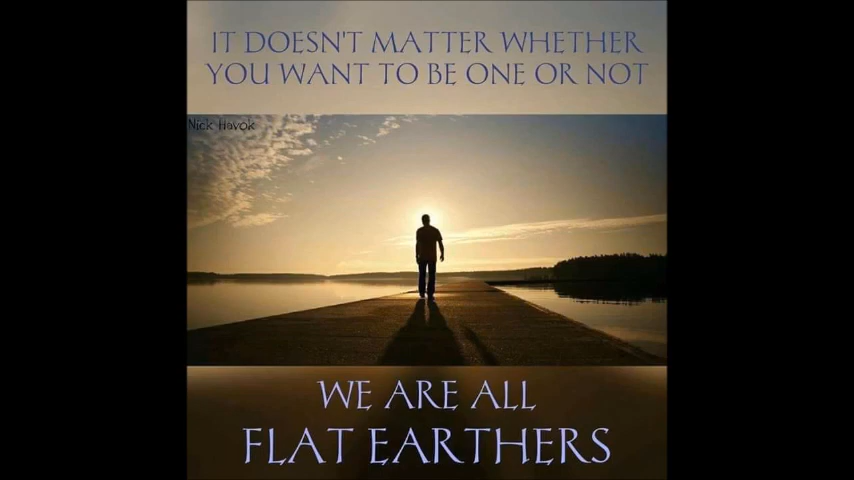 IT DOESN'T MATTER WHETHER
YOU WANT TO BE ONE OR NOT
Nick Havok
WE ARE ALL
FLAT EARTHERS